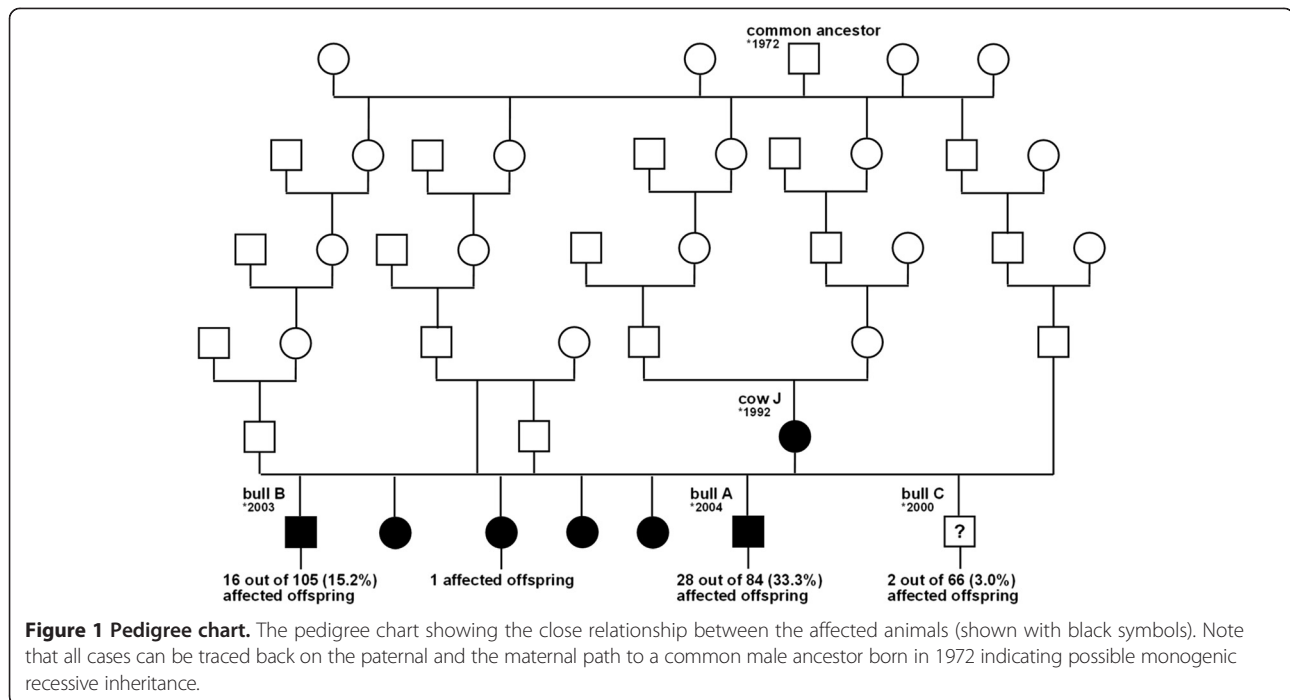 common ancestor
*1972
cow J
*1992
bull B
*2003
bull A
*2004
bull C
*2000
?
16 out of 105 (15.2%)
affected offspring
1 affected offspring
28 out of 84 (33.3%)
affected offspring
2 out of 66 (3.0%)
affected offspring
Figure 1 Pedigree chart. The pedigree chart showing the close relationship between the affected animals (shown with black symbols). Note
that all cases can be traced back on the paternal and the maternal path to a common male ancestor born in 1972 indicating possible monogenic
recessive inheritance.